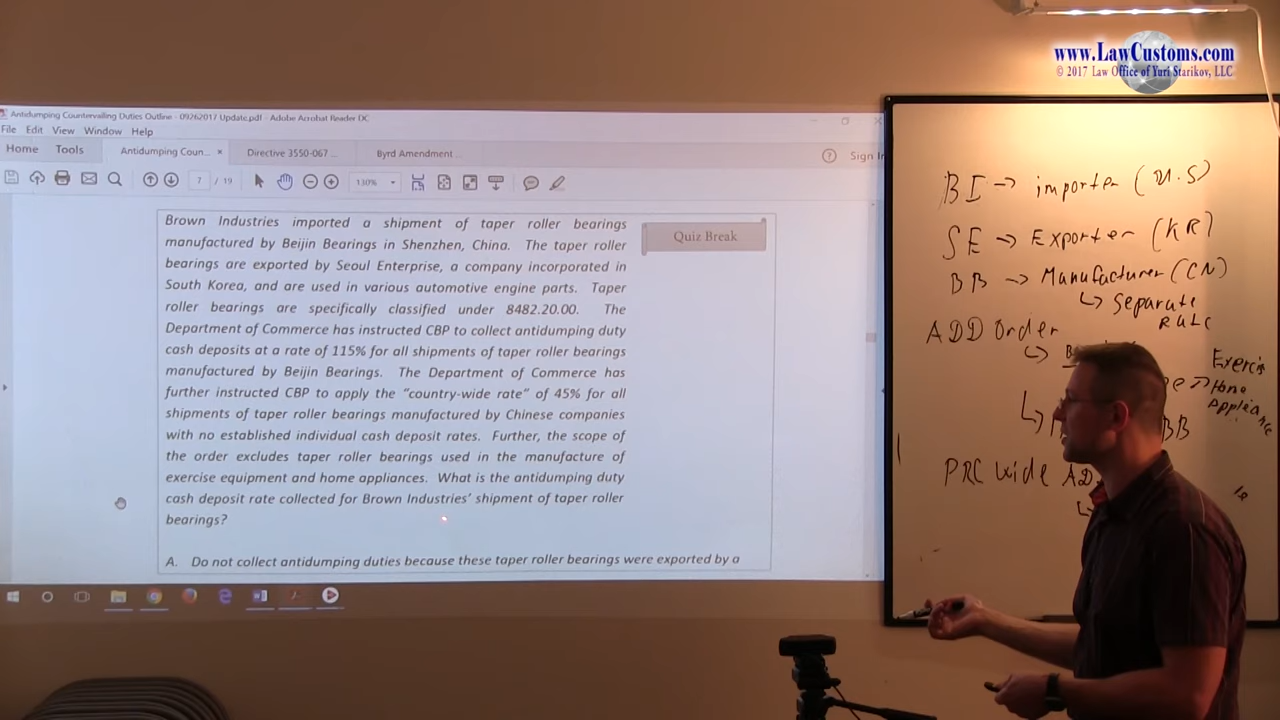 www.LawCustoms.com
© 2017 Law Office of Yuri Starikov, LLC
Antidumping Countervailing Duties Outline - 09262017 Update.pdf - Adobe Acrobat Reader DC
File Edit View Window Help
Home Tools Antidumping Coun... × Directive 3550-067 ... Byrd Amendment ... Sign In
7 / 19 130%
Brown Industries imported a shipment of taper roller bearings
manufactured by Beijin Bearings in Shenzhen, China. The taper roller
bearings are exported by Seoul Enterprise, a company incorporated in
South Korea, and are used in various automotive engine parts. Taper
roller bearings are specifically classified under 8482.20.00. The
Department of Commerce has instructed CBP to collect antidumping duty
cash deposits at a rate of 115% for all shipments of taper roller bearings
manufactured by Beijin Bearings. The Department of Commerce has
further instructed CBP to apply the "country-wide rate" of 45% for all
shipments of taper roller bearings manufactured by Chinese companies
with no established individual cash deposit rates. Further, the scope of
the order excludes taper roller bearings used in the manufacture of
exercise equipment and home appliances. What is the antidumping duty
cash deposit rate collected for Brown Industries' shipment of taper roller
bearings?
A. Do not collect antidumping duties because these taper roller bearings were exported by a
Quiz Break
BI → importer (U.S)
SE → Exporter (KR)
BB → Manufacturer (CN)
↳ Separate
Rate
ADD Order
Exercise
Home
Appliance
BB
PRC wide AD